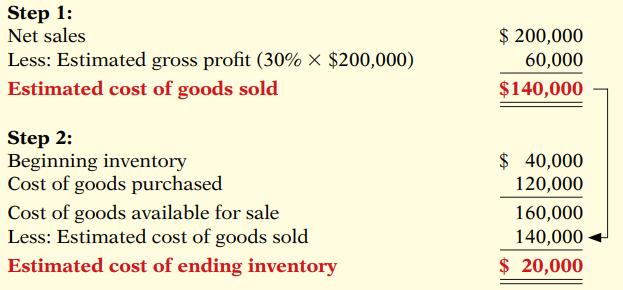 Step 1:
Net sales $ 200,000
Less: Estimated gross profit (30% × $200,000) 60,000
Estimated cost of goods sold $140,000
Step 2:
Beginning inventory $ 40,000
Cost of goods purchased 120,000
Cost of goods available for sale 160,000
Less: Estimated cost of goods sold 140,000
Estimated cost of ending inventory $ 20,000